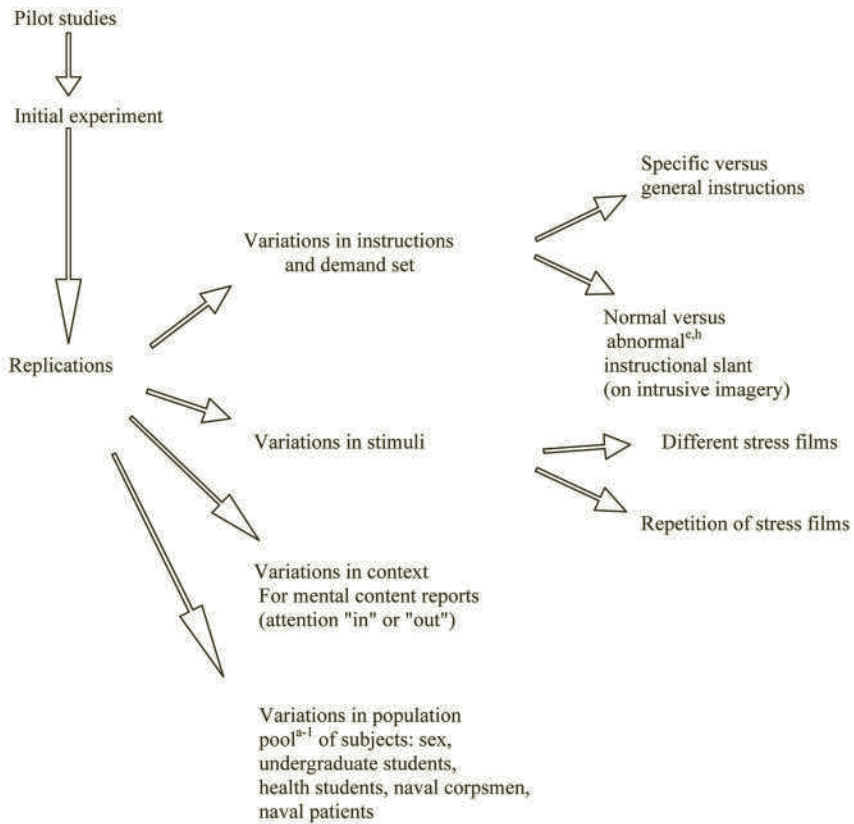 Pilot studies
Initial experiment
Replications
Variations in instructions
and demand set
Specific versus
general instructions
Normal versus
abnormal^e,h
instructional slant
(on intrusive imagery)
Variations in stimuli
Different stress films
Repetition of stress films
Variations in context
For mental content reports
(attention "in" or "out")
Variations in population
pool^a-1 of subjects: sex,
undergraduate students,
health students, naval corpsmen,
naval patients